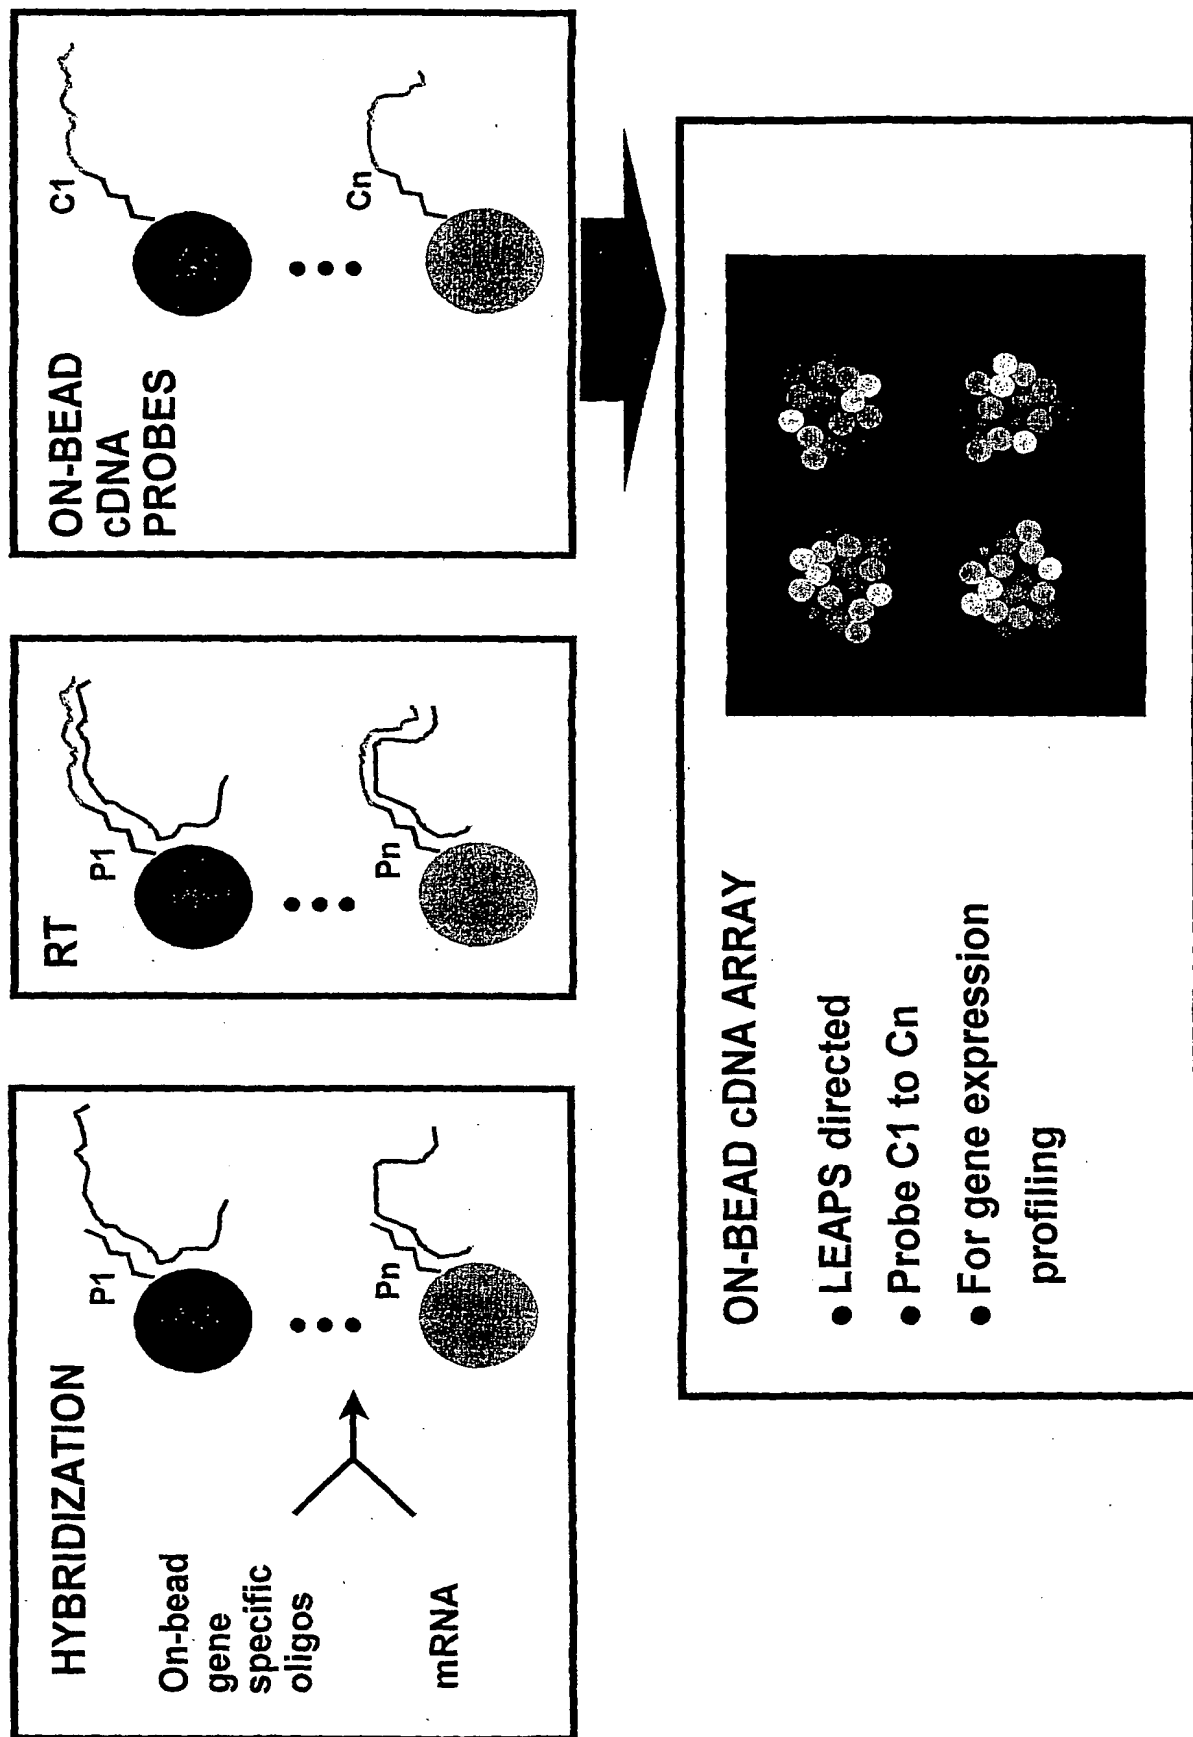 HYBRIDIZATION
On-bead
gene
specific
oligos
mRNA
P1
Pn
RT
P1
Pn
ON-BEAD
cDNA
PROBES
C1
Cn
ON-BEAD cDNA ARRAY
● LEAPS directed
● Probe C1 to Cn
● For gene expression
profiling